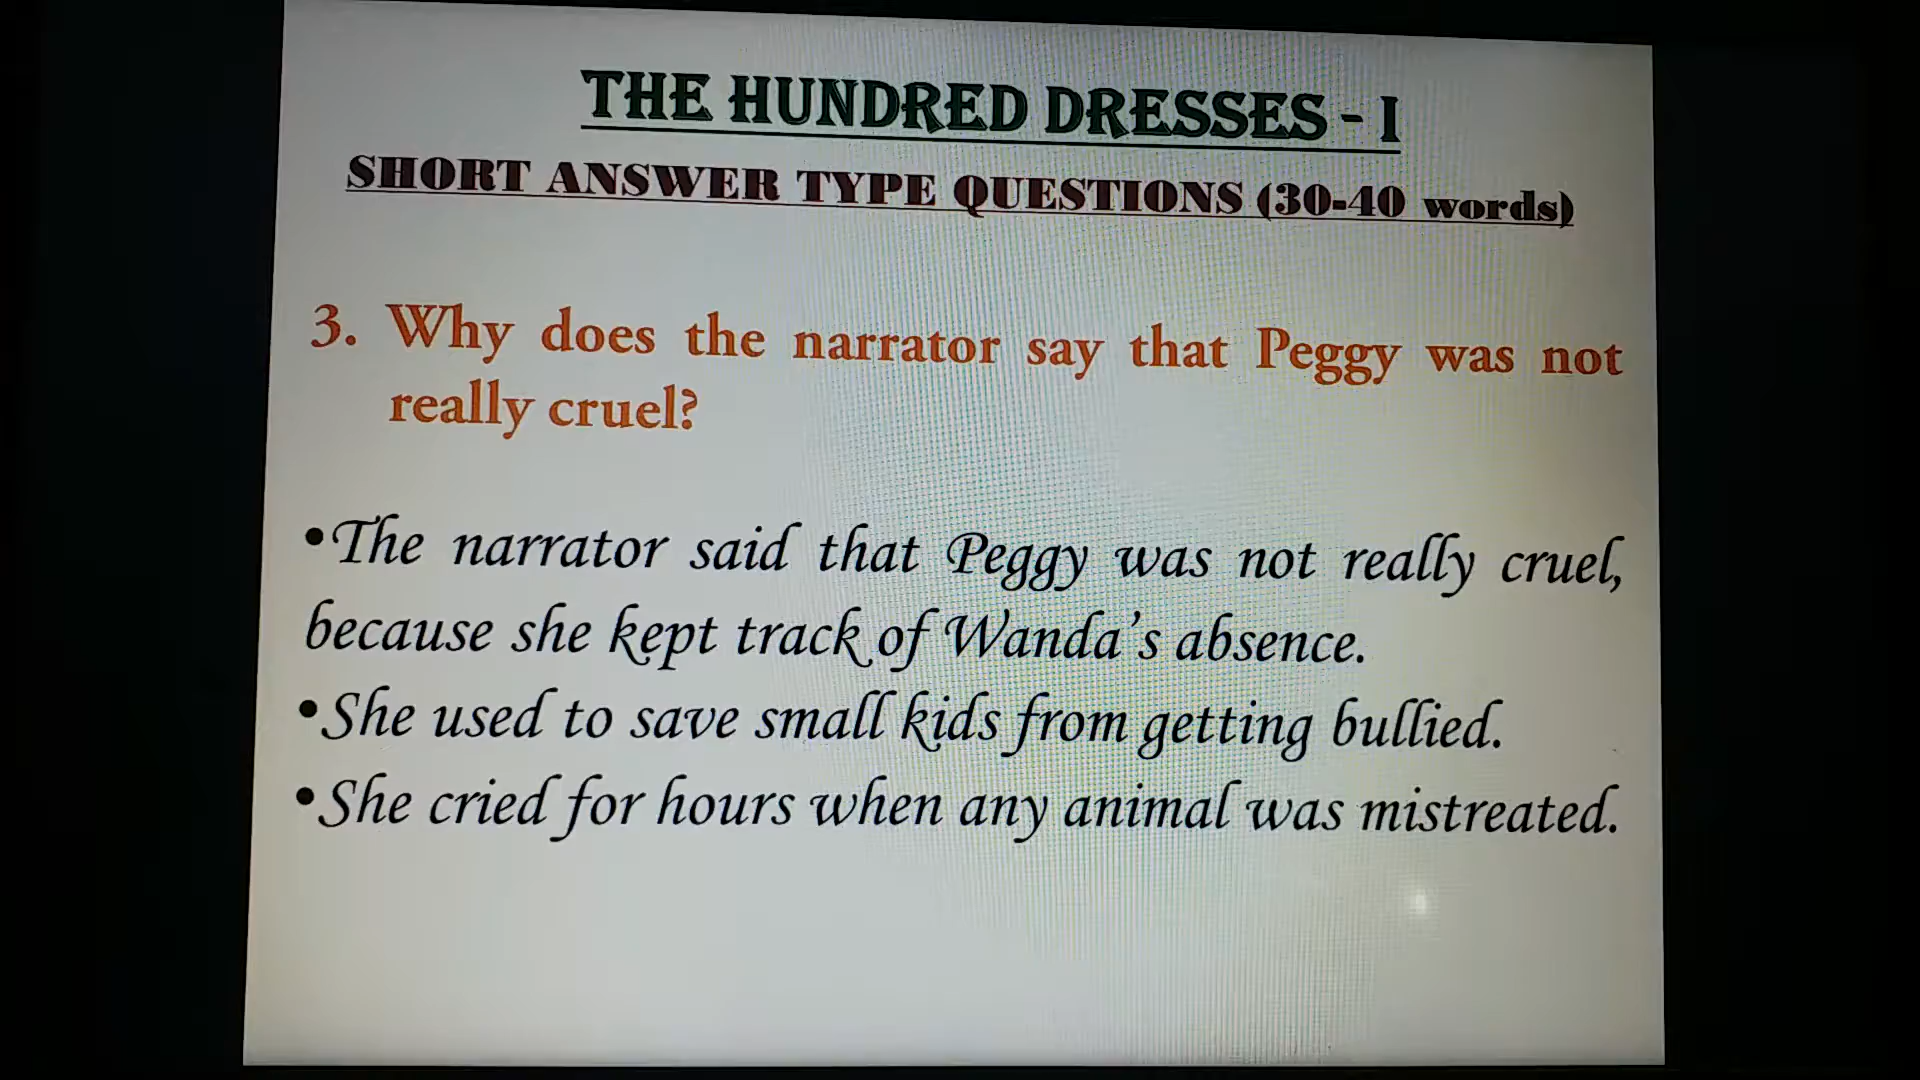 THE HUNDRED DRESSES - I
SHORT ANSWER TYPE QUESTIONS (30-40 words)
3. Why does the narrator say that Peggy was not
really cruel?
•The narrator said that Peggy was not really cruel,
because she kept track of Wanda's absence.
•She used to save small kids from getting bullied.
•She cried for hours when any animal was mistreated.